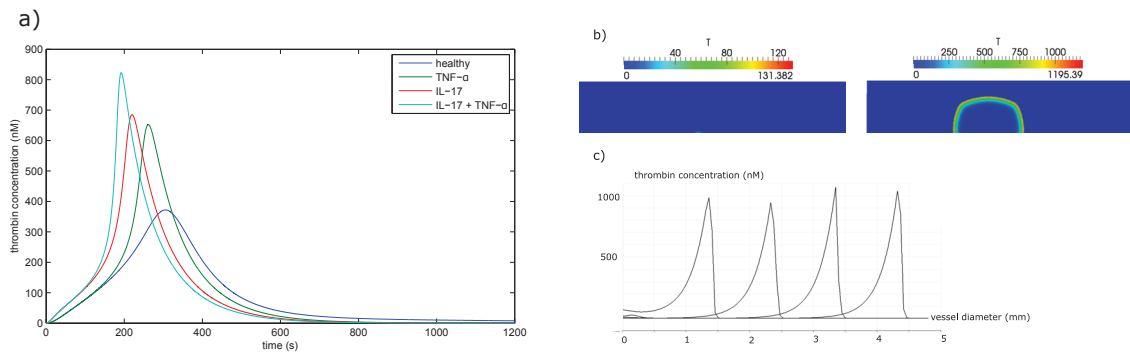 a)
900
800
700
600
500
400
300
200
100
0
thrombin concentration (nM)
0 200 400 600 800 1000 1200
time (s)
healthy
TNF-α
IL-17
IL-17 + TNF-α
b)
T
40 80 120
0 131.382
T
250 500 750 1000
0 1195.39
c)
thrombin concentration (nM)
1000
500
vessel diameter (mm)
0 1 2 3 4 5